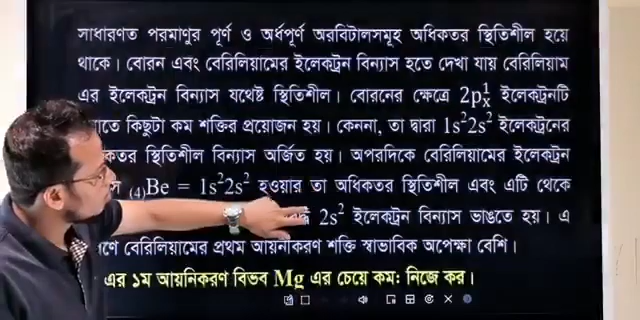 সাধারণত পরমাণুর পূর্ণ ও অর্ধপূর্ণ অরবিটালসমূহ অধিকতর স্থিতিশীল হয়ে
থাকে। বোরন এবং বেরিলিয়ামের ইলেকট্রন বিন্যাস হতে দেখা যায় বেরিলিয়াম
এর ইলেকট্রন বিন্যাস যথেষ্ট স্থিতিশীল। বোরনের ক্ষেত্রে 2pₓ¹ ইলেকট্রনটি
কিছুটা কম শক্তির প্রয়োজন হয়। কেননা, তা দ্বারা 1s²2s² ইলেকট্রনের
স্থিতিশীল বিন্যাস অর্জিত হয়। অপরদিকে বেরিলিয়ামের ইলেকট্রন
₍₄₎Be = 1s²2s² হওয়ার তা অধিকতর স্থিতিশীল এবং এটি থেকে
2s² ইলেকট্রন বিন্যাস ভাঙতে হয়। এ
বেরিলিয়ামের প্রথম আয়নীকরণ শক্তি স্বাভাবিক অপেক্ষা বেশি।
এর ১ম আয়নিকরণ বিভব Mg এর চেয়ে কম: নিজে কর।